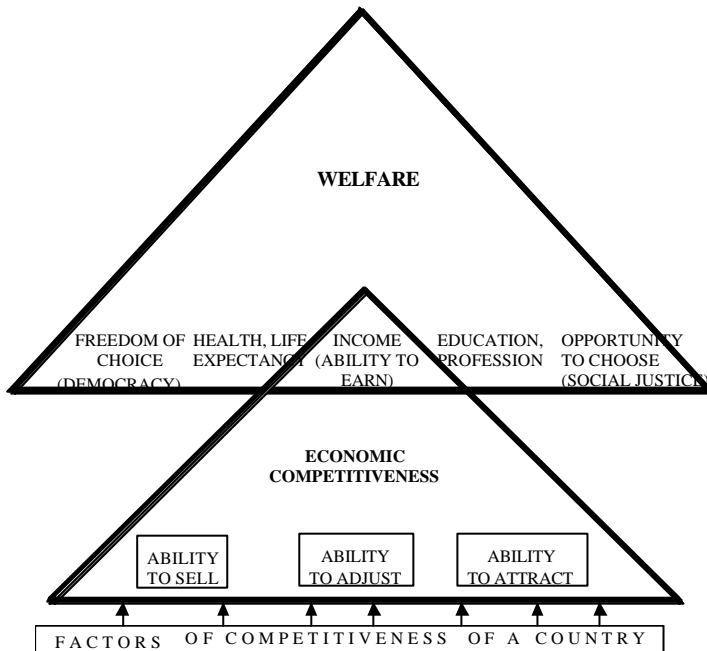 WELFARE
FREEDOM OF
CHOICE
(DEMOCRACY)
HEALTH, LIFE
EXPECTANCY
INCOME
(ABILITY TO
EARN)
EDUCATION,
PROFESSION
OPPORTUNITY
TO CHOOSE
(SOCIAL JUSTICE)
ECONOMIC
COMPETITIVENESS
ABILITY
TO SELL
ABILITY
TO ADJUST
ABILITY
TO ATTRACT
FACTORS OF COMPETITIVENESS OF A COUNTRY